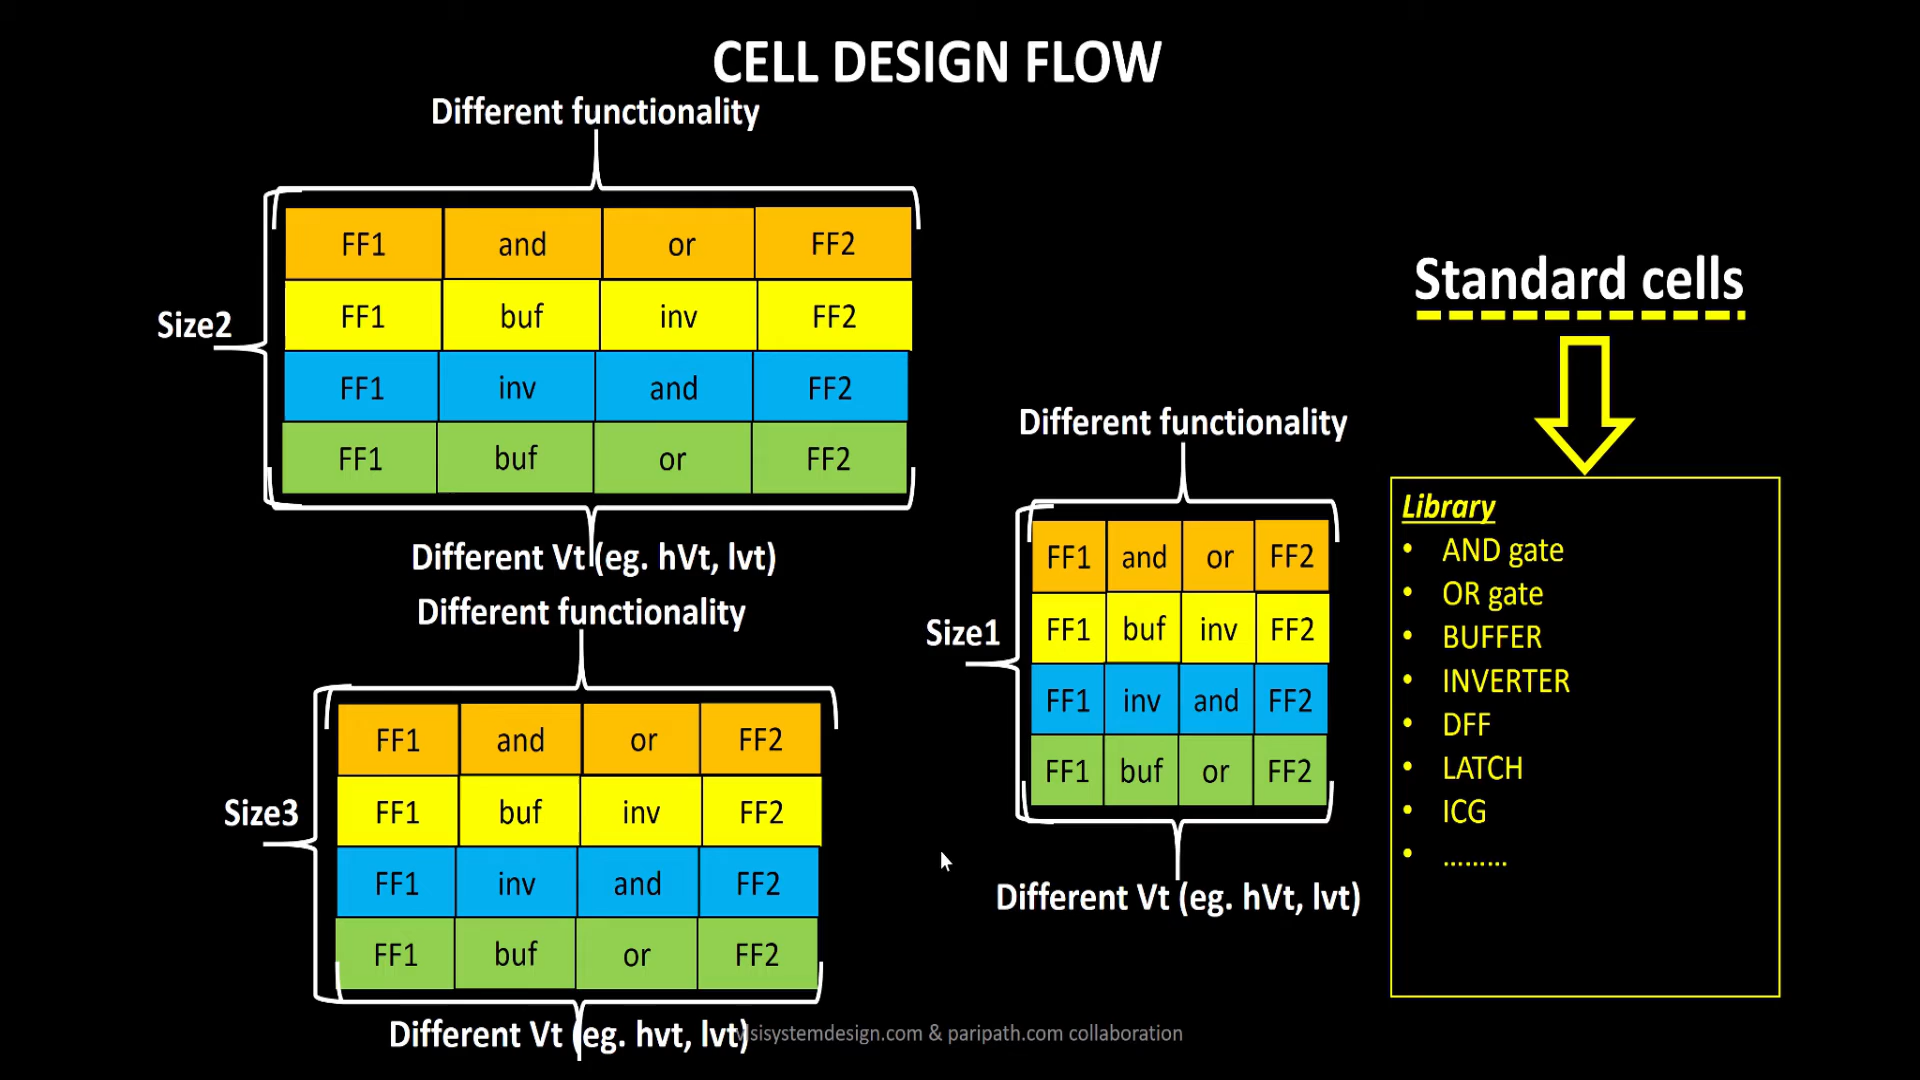 CELL DESIGN FLOW
Different functionality
Size2
FF1 and or FF2
FF1 buf inv FF2
FF1 inv and FF2
FF1 buf or FF2
Different Vt (eg. hVt, lvt)
Different functionality
Size3
FF1 and or FF2
FF1 buf inv FF2
FF1 inv and FF2
FF1 buf or FF2
Different Vt (eg. hvt, lvt)
Different functionality
Size1
FF1 and or FF2
FF1 buf inv FF2
FF1 inv and FF2
FF1 buf or FF2
Different Vt (eg. hVt, lvt)
Standard cells
Library
• AND gate
• OR gate
• BUFFER
• INVERTER
• DFF
• LATCH
• ICG
• .........
vlsisystemdesign.com & paripath.com collaboration